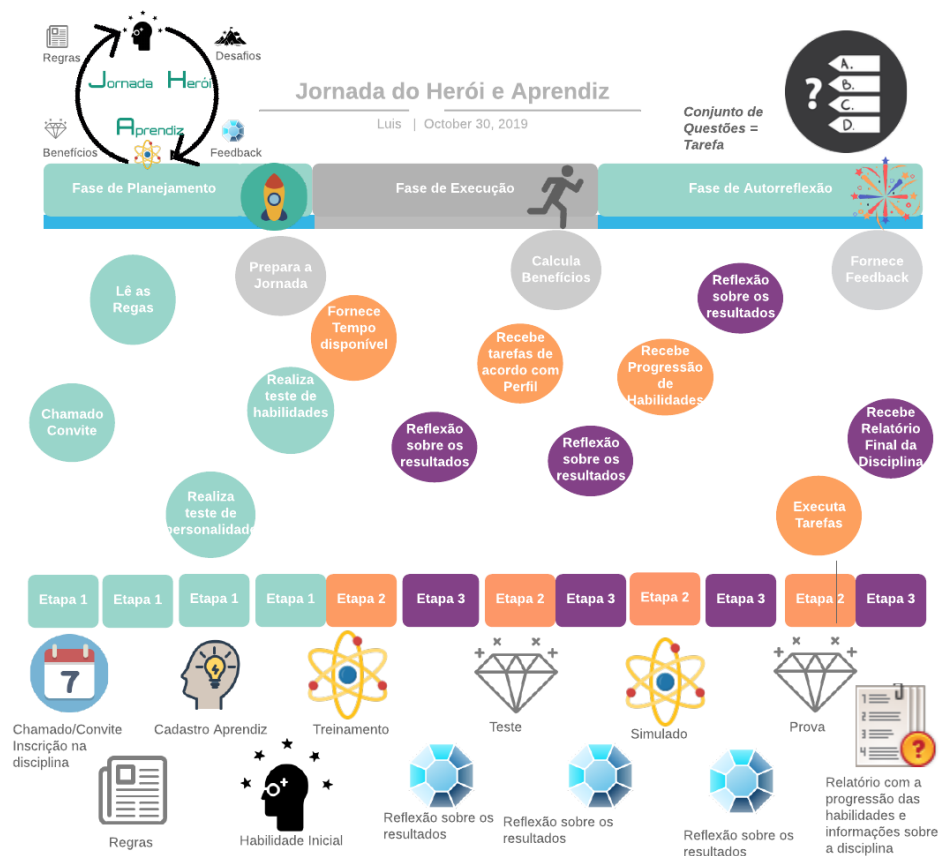 Regras
Desafios
Jornada Herói
Aprendiz
Benefícios
Feedback
Jornada do Herói e Aprendiz
Luis | October 30, 2019
Conjunto de
Questões =
Tarefa
?
A.
B.
C.
D.
Fase de Planejamento
Fase de Execução
Fase de Autorreflexão
Lê as
Regas
Prepara a
Jornada
Calcula
Benefícios
Fornece
Feedback
Reflexão
sobre os
resultados
Fornece
Tempo
disponível
Recebe
tarefas de
acordo com
Perfil
Recebe
Progressão
de
Habilidades
Realiza
teste de
habilidades
Chamado
Convite
Reflexão
sobre os
resultados
Reflexão
sobre os
resultados
Recebe
Relatório
Final da
Disciplina
Realiza
teste de
personalidade
Executa
Tarefas
Etapa 1
Etapa 1
Etapa 1
Etapa 1
Etapa 2
Etapa 3
Etapa 2
Etapa 3
Etapa 2
Etapa 3
Etapa 2
Etapa 3
7
Chamado/Convite
Inscrição na
disciplina
Cadastro Aprendiz
Treinamento
Teste
Simulado
Prova
1
2
3
4
?
Regras
Habilidade Inicial
Reflexão sobre os
resultados
Reflexão sobre os
resultados
Reflexão sobre os
resultados
Relatório com a
progressão das
habilidades e
informações sobre
a disciplina